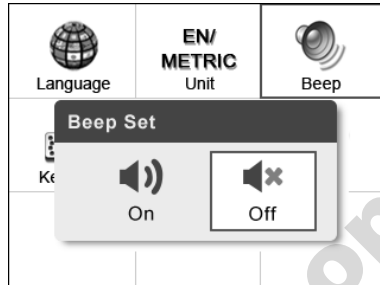 EN/
METRIC
Language
Unit
Beep
Beep Set
Ke
On
Off